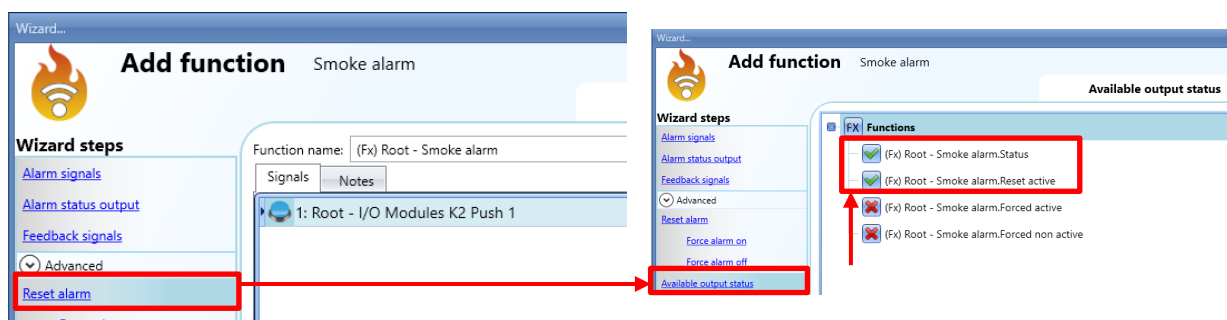 Wizard...
Add function Smoke alarm
Wizard steps
Alarm signals
Alarm status output
Feedback signals
Advanced
Reset alarm
Function name: (Fx) Root - Smoke alarm
Signals Notes
1: Root - I/O Modules K2 Push 1
Wizard...
Add function Smoke alarm
Available output status
Wizard steps
Alarm signals
Alarm status output
Feedback signals
Advanced
Reset alarm
Force alarm on
Force alarm off
Available output status
FX Functions
(Fx) Root - Smoke alarm.Status
(Fx) Root - Smoke alarm.Reset active
(Fx) Root - Smoke alarm.Forced active
(Fx) Root - Smoke alarm.Forced non active